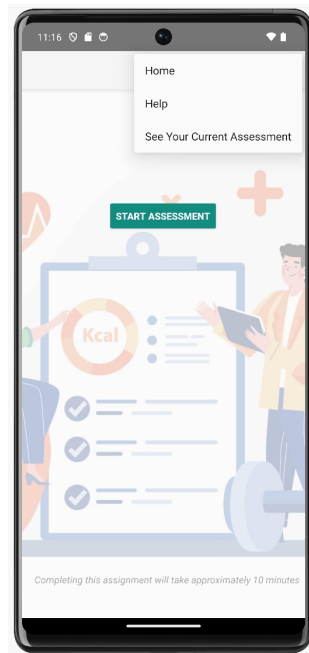 11:16
Home
Help
See Your Current Assessment
START ASSESSMENT
Kcal
Completing this assignment will take approximately 10 minutes